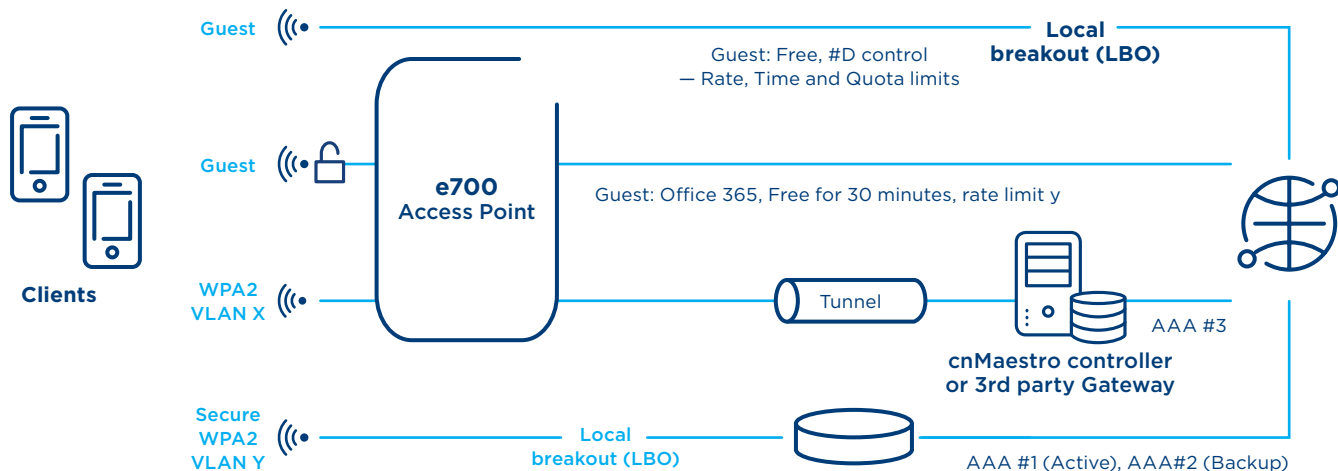 Guest
Local
breakout (LBO)
Guest: Free, #D control
— Rate, Time and Quota limits
Guest
e700
Access Point
Guest: Office 365, Free for 30 minutes, rate limit y
Clients
WPA2
VLAN X
Tunnel
AAA #3
cnMaestro controller
or 3rd party Gateway
Secure
WPA2
VLAN Y
Local
breakout (LBO)
AAA #1 (Active), AAA#2 (Backup)